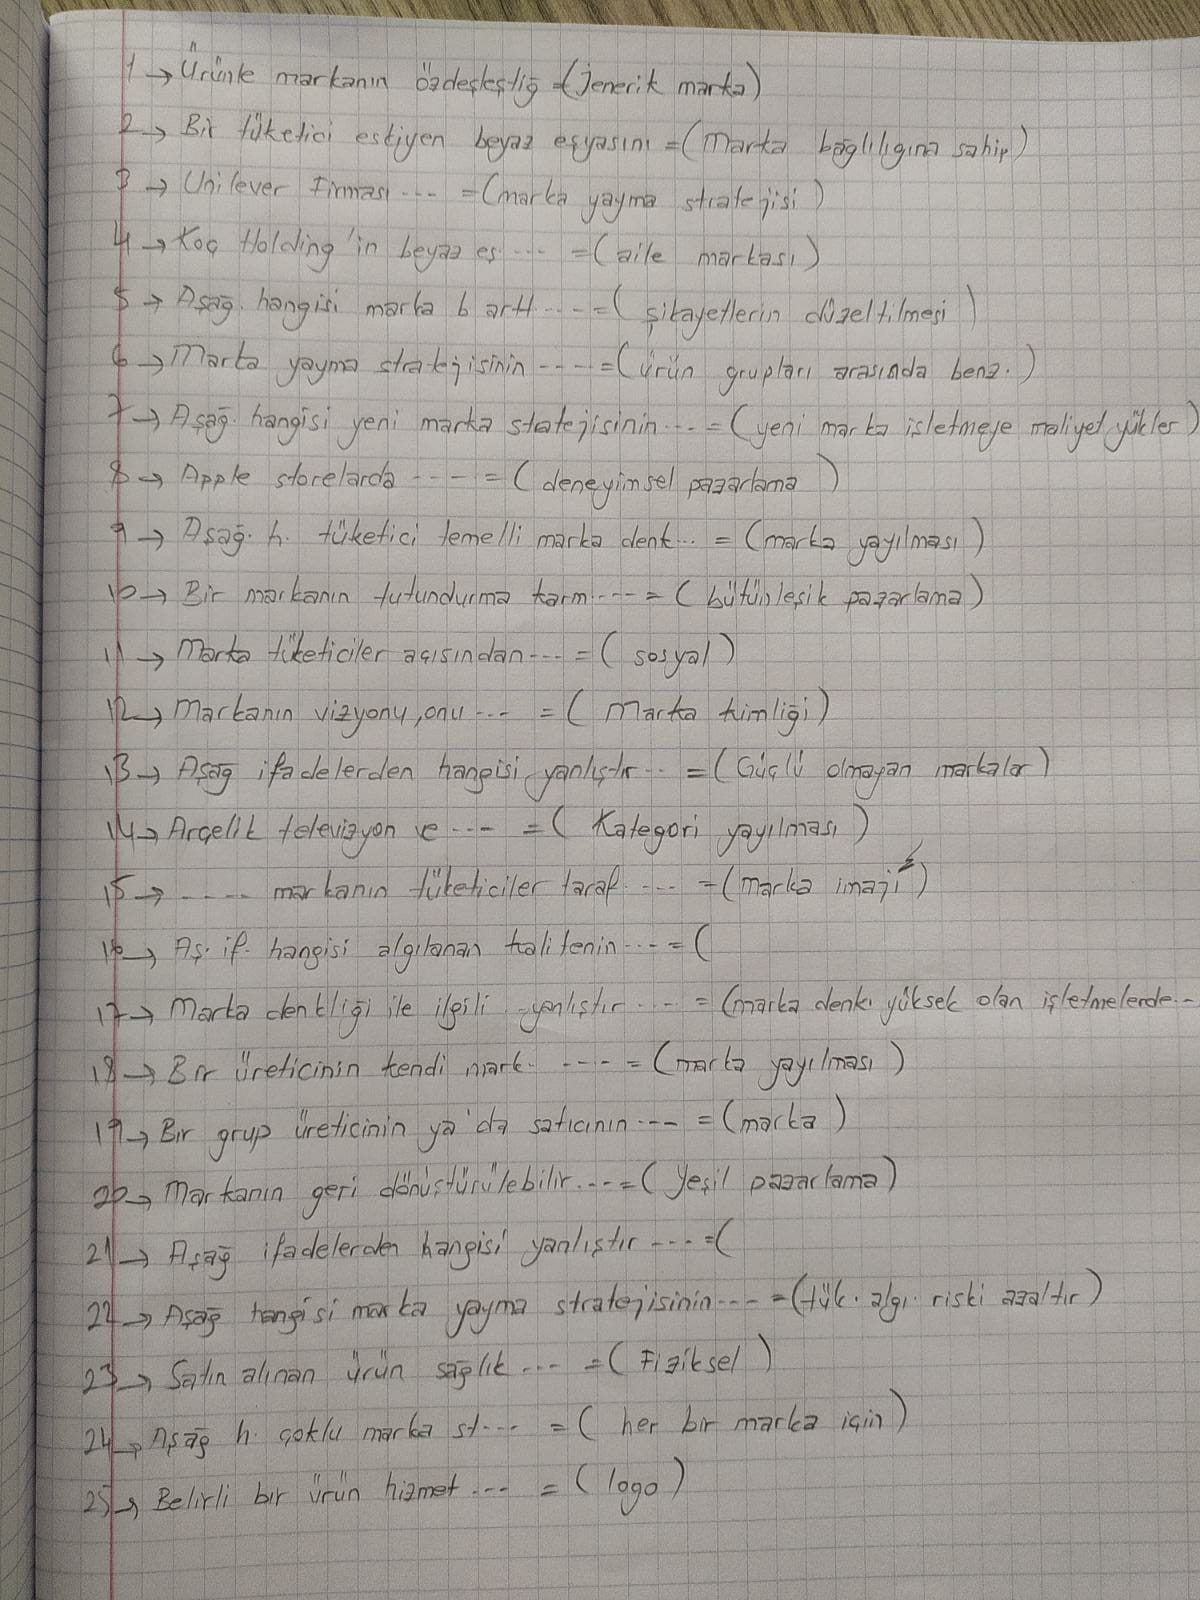 1 → Ürünle markanın özdeşleştiğ = (jenerik marka)
2 → Bir tüketici eskiyen beyaz eşyasını = (Marka bağlılığına sahip)
3 → Unilever Firması ... = (marka yayma stratejisi)
4 → Koç Holding'in beyaz eş ... = (aile markası)
5 → Aşağ. hangisi marka b artt .... = (şikayetlerin düzeltilmesi)
6 → Marka yayma stratejisinin .... = (ürün grupları arasında benz.)
7 → Aşağ. hangisi yeni marka statejisinin ... = (yeni marka işletmeye maliyet yükler)
8 → Apple storelarda .... = (deneyimsel pazarlama)
9 → Aşağ. h. tüketici temelli marka denk... = (marka yayılması)
10 → Bir markanın tutundurma karm .... = (bütünleşik pazarlama)
11 → Marka tüketiciler açısından ... = (sosyal)
12 → Markanın vizyonu, onu ... = (Marka kimliği)
13 → Aşağ ifadelerden hangisi yanlıştır .. = (Güçlü olmayan markalar)
14 → Arçelik televizyon ve .... = (Kategori yayılması)
15 → ..... markanın tüketiciler taraf. ... = (marka imaji)
16 → Aş. if. hangisi algılanan kalitenin ... = (
17 → Marka denkliği ile ilgili yanlıştır .... = (marka denk yüksek olan işletmelerde..
18 → Bir üreticinin kendi mark. .... = (marka yayılması)
19 → Bir grup üreticinin ya'da satıcının ... = (marka)
20 → Markanın geri dönüştürülebilir ... = (Yeşil pazarlama)
21 → Aşağ ifadelerden hangisi yanlıştır .... = (
22 → Aşağ hangisi marka yayma stratejisinin ... = (tük. algı. riski azaltır)
23 → Satın alınan ürün sağlık ... = (Fiziksel)
24 → Aşağ h. çoklu marka st... = (her bir marka için)
25 → Belirli bir ürün hizmet ... = (logo)